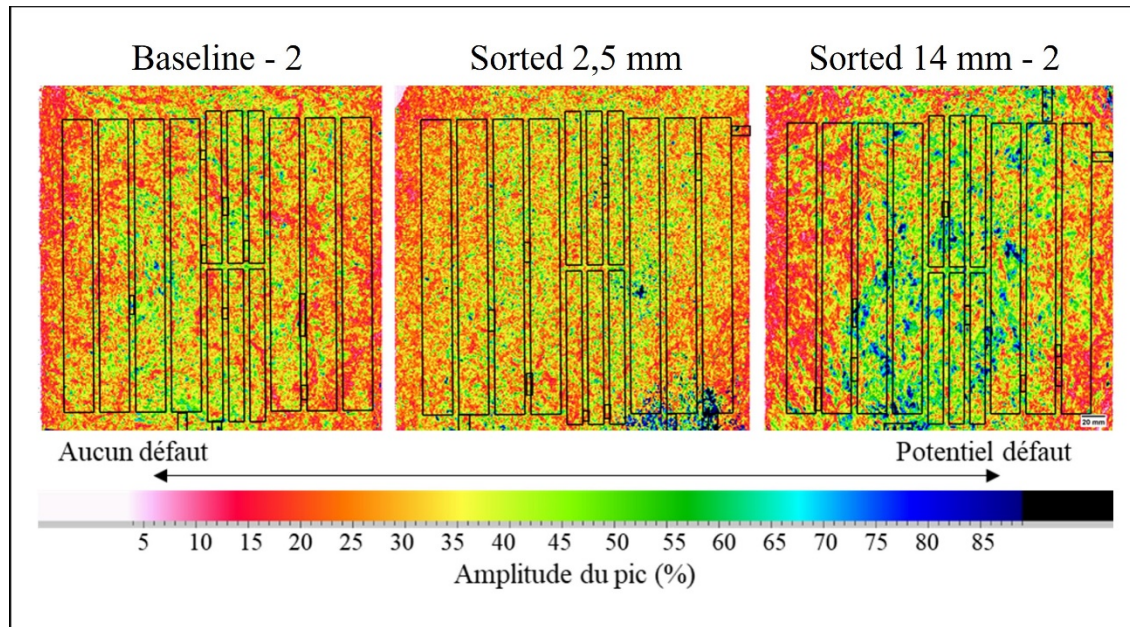 Baseline - 2 Sorted 2,5 mm Sorted 14 mm - 2
20 mm
Aucun défaut Potentiel défaut
5 10 15 20 25 30 35 40 45 50 55 60 65 70 75 80 85
Amplitude du pic (%)